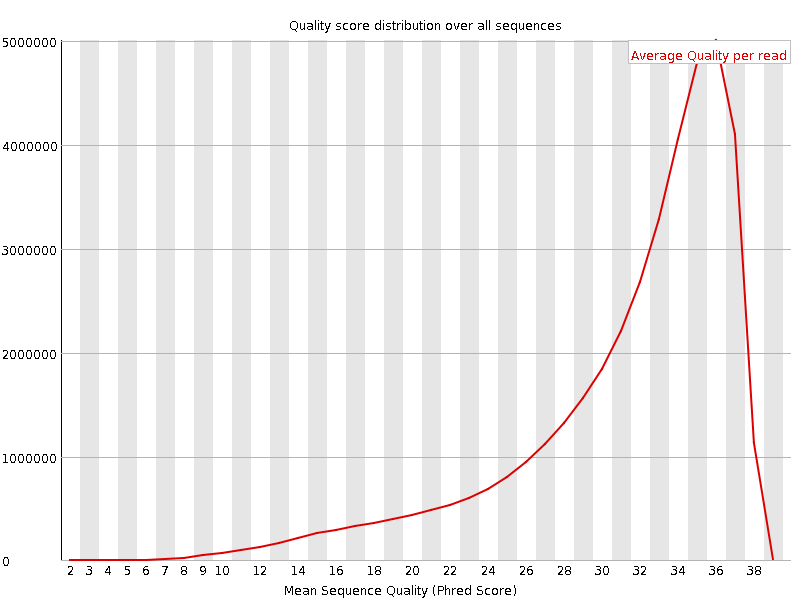 Quality score distribution over all sequences
5000000
Average Quality per read
4000000
3000000
2000000
1000000
0
2 3 4 5 6 7 8 9 10 12 14 16 18 20 22 24 26 28 30 32 34 36 38
Mean Sequence Quality (Phred Score)